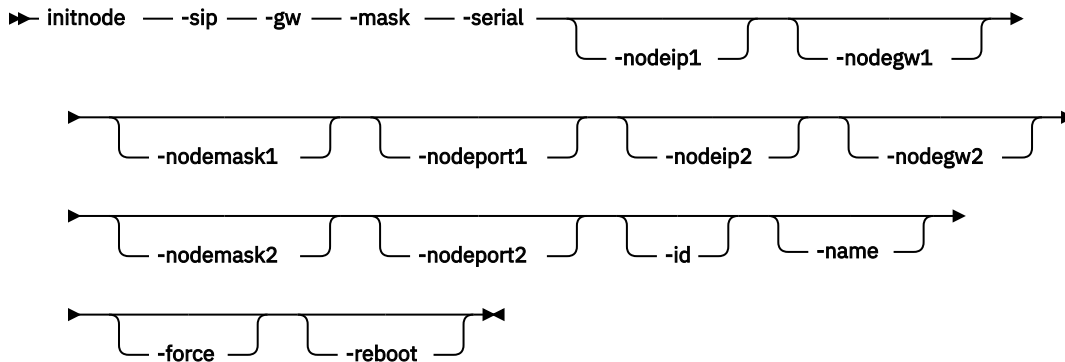 initnode -sip -gw -mask -serial
-nodeip1 -nodegw1
-nodemask1 -nodeport1 -nodeip2 -nodegw2
-nodemask2 -nodeport2 -id -name
-force -reboot